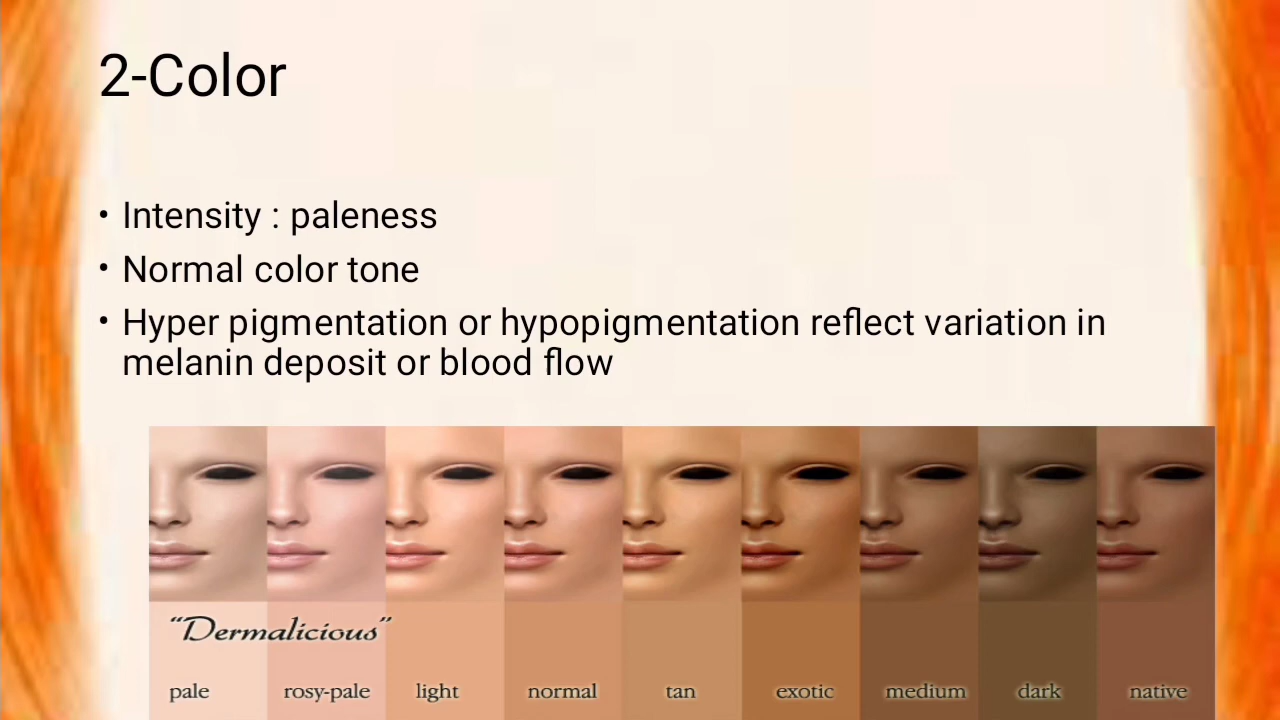 2-Color
• Intensity : paleness
• Normal color tone
• Hyper pigmentation or hypopigmentation reflect variation in
melanin deposit or blood flow
"Dermalicious"
pale rosy-pale light normal tan exotic medium dark native